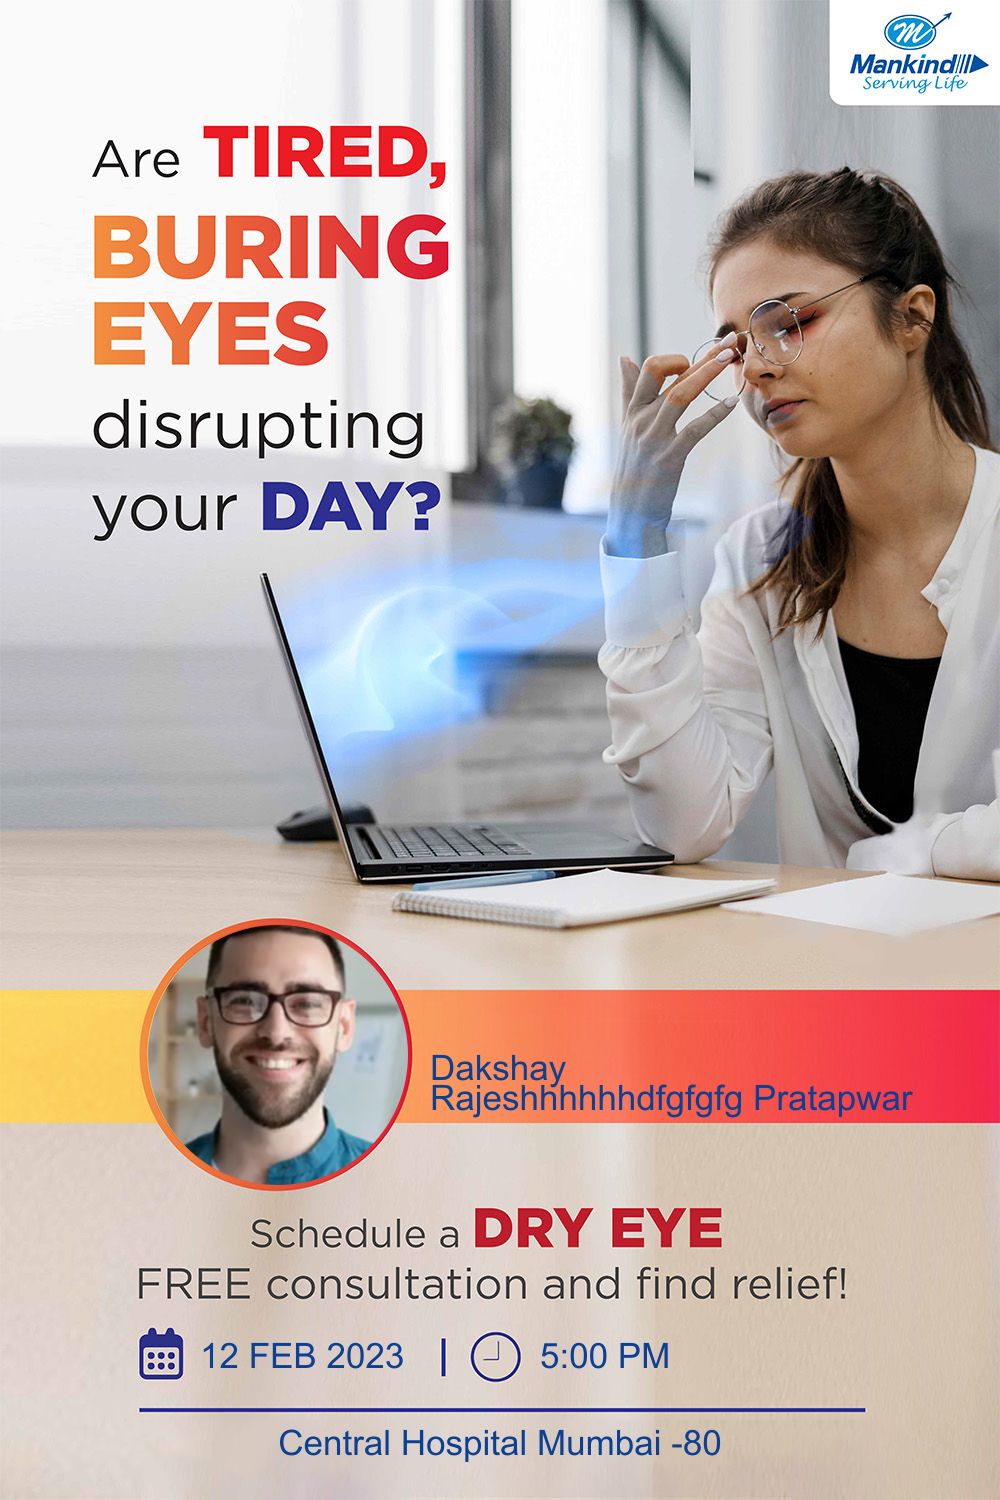 Mankind
Serving Life
Are TIRED,
BURING
EYES
disrupting
your DAY?
Dakshay
Rajeshhhhhhdfgfgfg Pratapwar
Schedule a DRY EYE
FREE consultation and find relief!
12 FEB 2023 | 5:00 PM
Central Hospital Mumbai -80